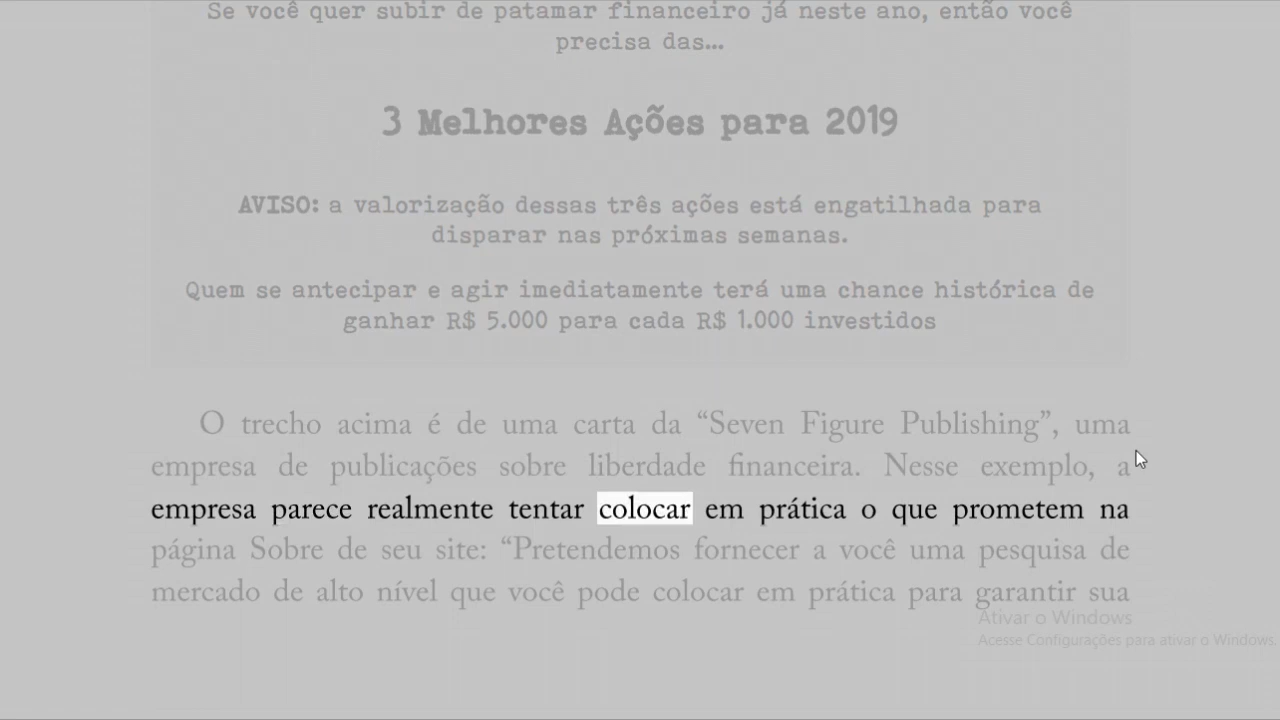 Se você quer subir de patamar financeiro já neste ano, então você
precisa das...
3 Melhores Ações para 2019
AVISO: a valorização dessas três ações está engatilhada para
disparar nas próximas semanas.
Quem se antecipar e agir imediatamente terá uma chance histórica de
ganhar R$ 5.000 para cada R$ 1.000 investidos
O trecho acima é de uma carta da “Seven Figure Publishing”, uma
empresa de publicações sobre liberdade financeira. Nesse exemplo, a
empresa parece realmente tentar colocar em prática o que prometem na
página Sobre de seu site: “Pretendemos fornecer a você uma pesquisa de
mercado de alto nível que você pode colocar em prática para garantir sua
Ativar o Windows
Acesse Configurações para ativar o Windows.